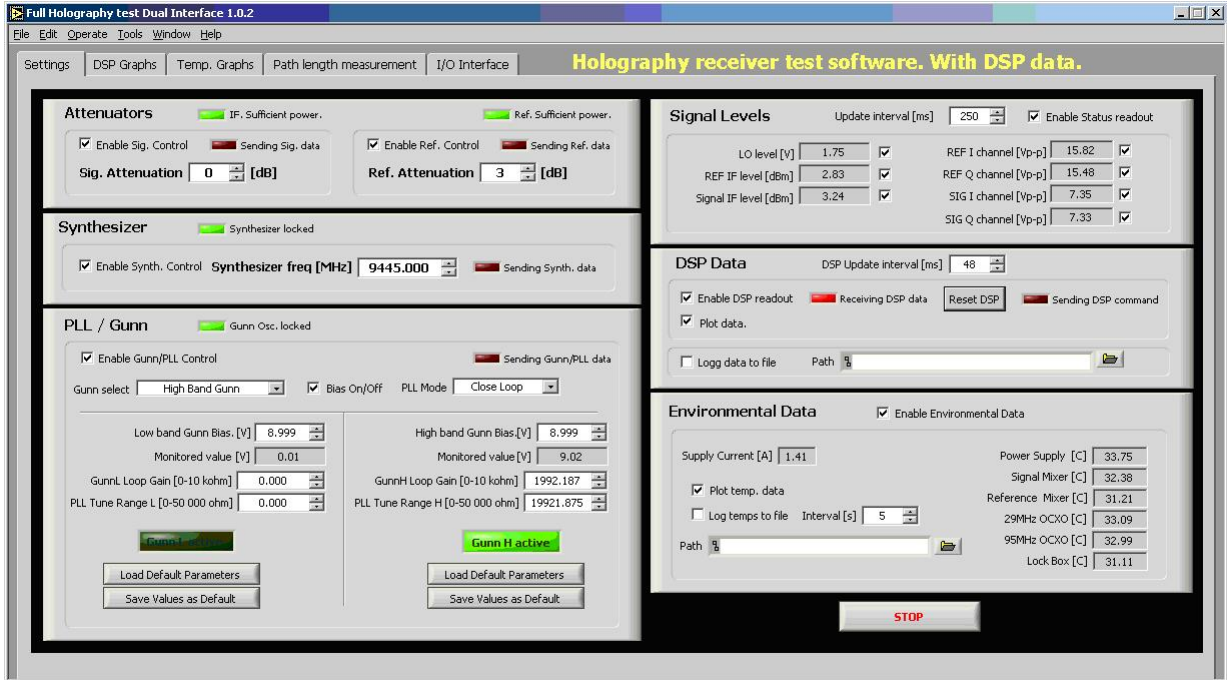 Full Holography test Dual Interface 1.0.2
File Edit Operate Tools Window Help
Settings DSP Graphs Temp. Graphs Path length measurement I/O Interface
Holography receiver test software. With DSP data.
Attenuators IF. Sufficient power. Ref. Sufficient power.
Enable Sig. Control Sending Sig. data Enable Ref. Control Sending Ref. data
Sig. Attenuation 0 [dB] Ref. Attenuation 3 [dB]
Synthesizer Synthesizer locked
Enable Synth. Control Synthesizer freq [MHz] 9445.000 Sending Synth. data
PLL / Gunn Gunn Osc. locked
Enable Gunn/PLL Control Sending Gunn/PLL data
Gunn select High Band Gunn Bias On/Off PLL Mode Close Loop
Low band Gunn Bias. [V] 8.999
Monitored value [V] 0.01
GunnL Loop Gain [0-10 kohm] 0.000
PLL Tune Range L [0-50 000 ohm] 0.000
Gunn L active
Load Default Parameters
Save Values as Default
High band Gunn Bias.[V] 8.999
Monitored value [V] 9.02
GunnH Loop Gain [0-10 kohm] 1992.187
PLL Tune Range H [0-50 000 ohm] 19921.875
Gunn H active
Load Default Parameters
Save Values as Default
Signal Levels Update interval [ms] 250 Enable Status readout
LO level [V] 1.75
REF IF level [dBm] 2.83
Signal IF level [dBm] 3.24
REF I channel [Vp-p] 15.82
REF Q channel [Vp-p] 15.48
SIG I channel [Vp-p] 7.35
SIG Q channel [Vp-p] 7.33
DSP Data DSP Update interval [ms] 48
Enable DSP readout Receiving DSP data Reset DSP Sending DSP command
Plot data.
Logg data to file Path
Environmental Data Enable Environmental Data
Supply Current [A] 1.41
Plot temp. data
Log temps to file Interval [s] 5
Path
Power Supply [C] 33.75
Signal Mixer [C] 32.38
Reference Mixer [C] 31.21
29MHz OCXO [C] 33.09
95MHz OCXO [C] 32.99
Lock Box [C] 31.11
STOP